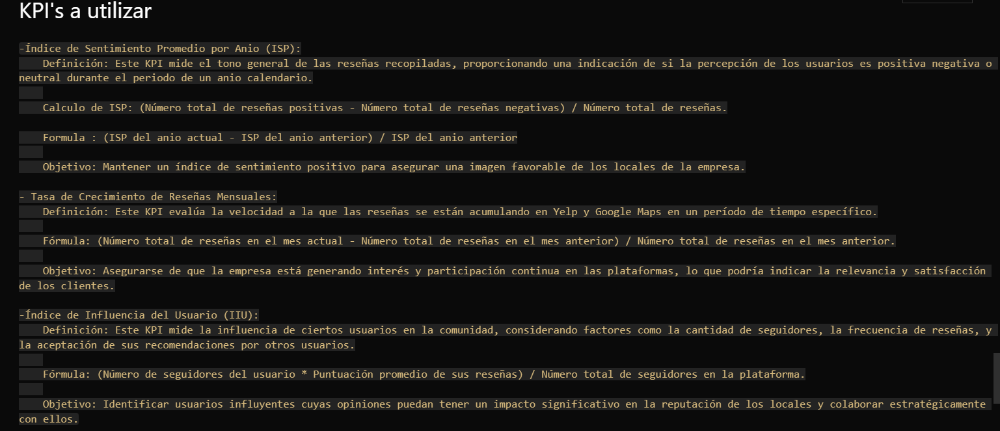 KPI's a utilizar
-Índice de Sentimiento Promedio por Anio (ISP):
Definición: Este KPI mide el tono general de las reseñas recopiladas, proporcionando una indicación de si la percepción de los usuarios es positiva negativa o
neutral durante el periodo de un anio calendario.
Calculo de ISP: (Número total de reseñas positivas - Número total de reseñas negativas) / Número total de reseñas.
Formula : (ISP del anio actual - ISP del anio anterior) / ISP del anio anterior
Objetivo: Mantener un índice de sentimiento positivo para asegurar una imagen favorable de los locales de la empresa.
- Tasa de Crecimiento de Reseñas Mensuales:
Definición: Este KPI evalúa la velocidad a la que las reseñas se están acumulando en Yelp y Google Maps en un período de tiempo específico.
Fórmula: (Número total de reseñas en el mes actual - Número total de reseñas en el mes anterior) / Número total de reseñas en el mes anterior.
Objetivo: Asegurarse de que la empresa está generando interés y participación continua en las plataformas, lo que podría indicar la relevancia y satisfacción
de los clientes.
-Índice de Influencia del Usuario (IIU):
Definición: Este KPI mide la influencia de ciertos usuarios en la comunidad, considerando factores como la cantidad de seguidores, la frecuencia de reseñas, y
la aceptación de sus recomendaciones por otros usuarios.
Fórmula: (Número de seguidores del usuario * Puntuación promedio de sus reseñas) / Número total de seguidores en la plataforma.
Objetivo: Identificar usuarios influyentes cuyas opiniones puedan tener un impacto significativo en la reputación de los locales y colaborar estratégicamente
con ellos.